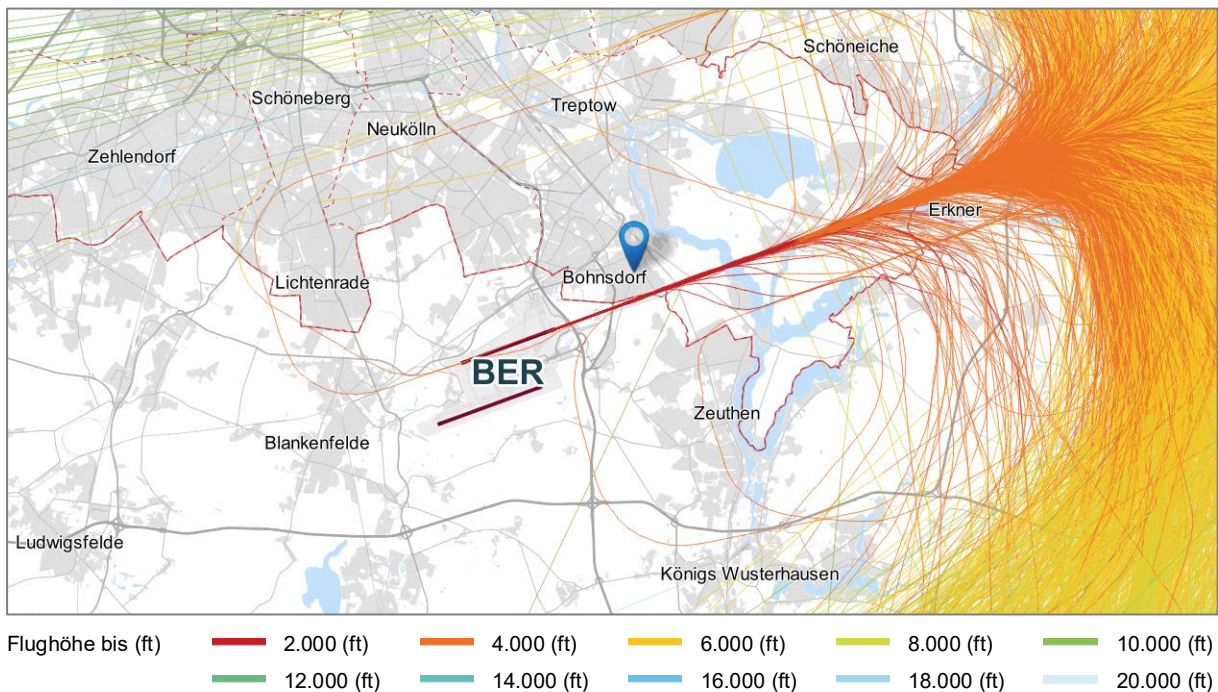 Schöneiche
Schöneberg
Treptow
Neukölln
Zehlendorf
Erkner
Bohnsdorf
Lichtenrade
BER
Zeuthen
Blankenfelde
Ludwigsfelde
Königs Wusterhausen
Flughöhe bis (ft) 2.000 (ft) 4.000 (ft) 6.000 (ft) 8.000 (ft) 10.000 (ft)
12.000 (ft) 14.000 (ft) 16.000 (ft) 18.000 (ft) 20.000 (ft)